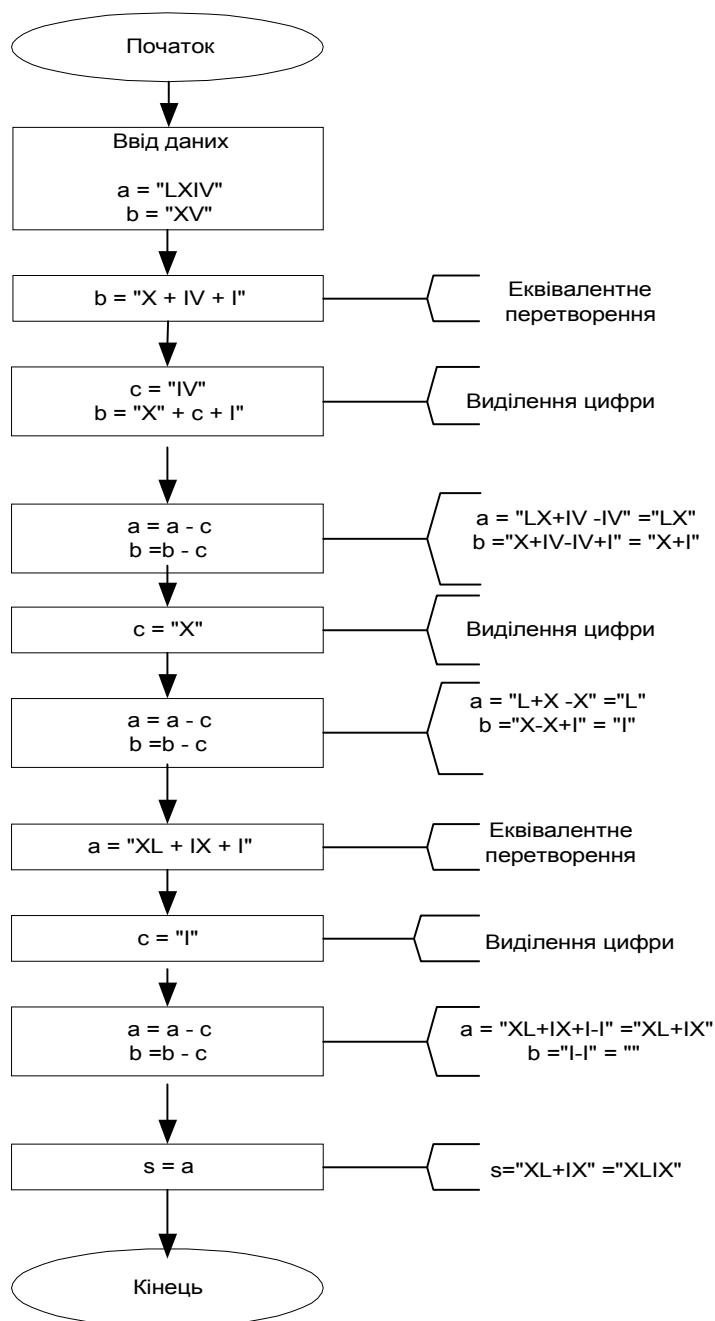 Початок
Ввід даних
a = "LXIV"
b = "XV"
b = "X + IV + I"
Еквівалентне
перетворення
c = "IV"
b = "X" + c + I"
Виділення цифри
a = a - c
b =b - c
a = "LX+IV -IV" ="LX"
b ="X+IV-IV+I" = "X+I"
c = "X"
Виділення цифри
a = a - c
b =b - c
a = "L+X -X" ="L"
b ="X-X+I" = "I"
a = "XL + IX + I"
Еквівалентне
перетворення
c = "I"
Виділення цифри
a = a - c
b =b - c
a = "XL+IX+I-I" ="XL+IX"
b ="I-I" = ""
s = a
s="XL+IX" ="XLIX"
Кінець